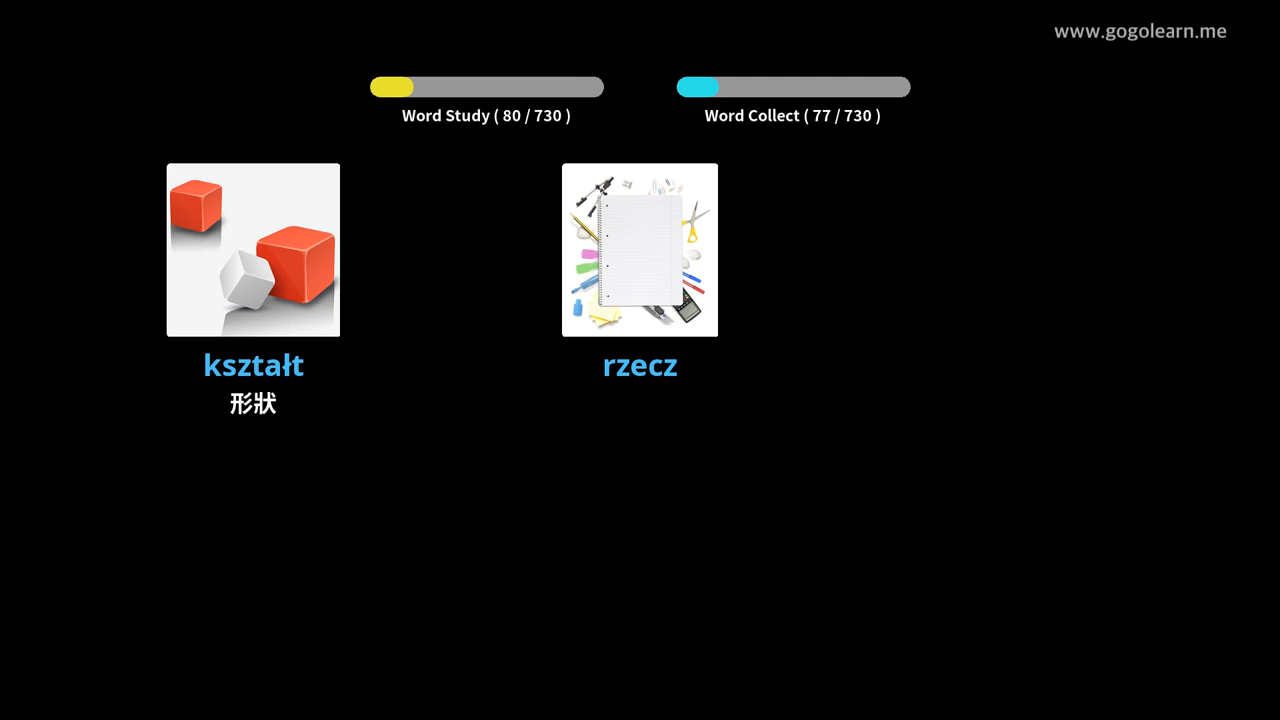 www.gogolearn.me
Word Study ( 80 / 730 )
Word Collect ( 77 / 730 )
kształt
形狀
rzecz